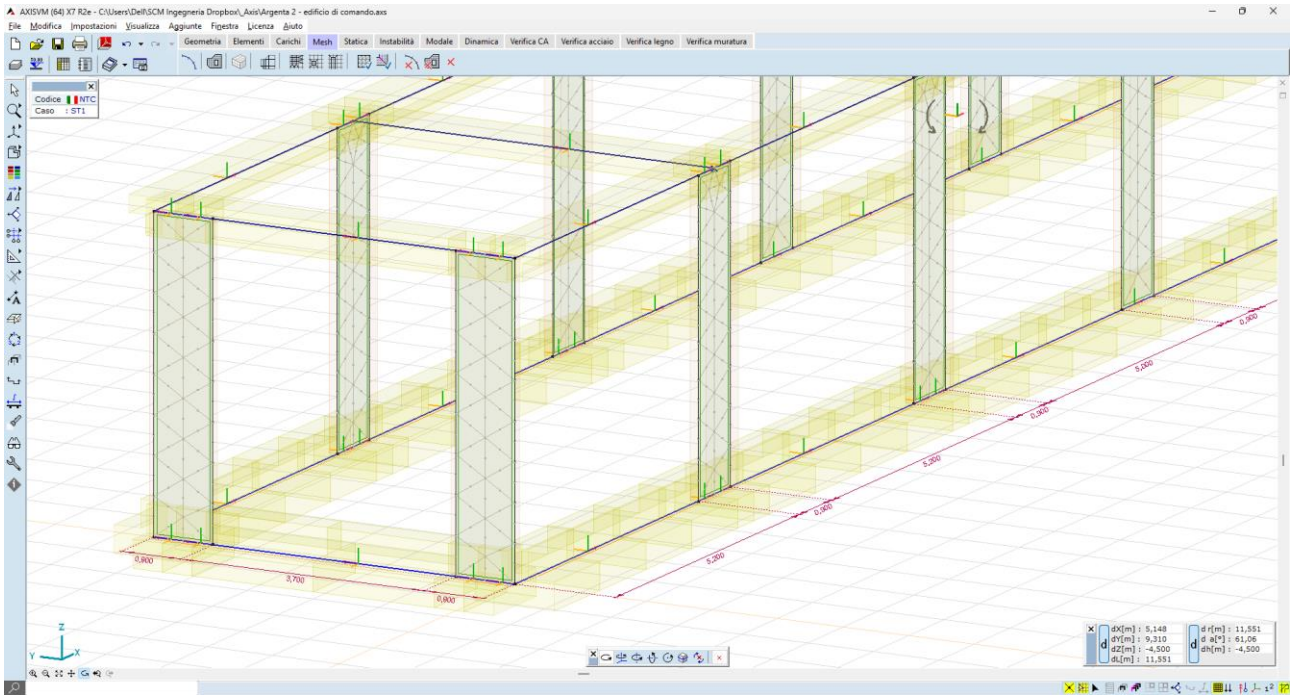 AXISVM (64) X7 R2e - C:\Users\Dell\SCM Ingegneria Dropbox\_Axis\Argenta 2 - edificio di comando.axs
File Modifica Impostazioni Visualizza Aggiunte Finestra Licenza Aiuto
Geometria Elementi Carichi Mesh Statica Instabilità Modale Dinamica Verifica CA Verifica acciaio Verifica legno Verifica muratura
Codice NTC
Caso : ST1
0,900
5,000
0,900
5,200
0,900
5,200
0,900
3,700
0,900
Z
Y
X
d
dX[m] : 5,148
dY[m] : 9,310
dZ[m] : -4,500
dL[m] : 11,551
d
d r[m] : 11,551
d a[°] : 61,06
dh[m] : -4,500